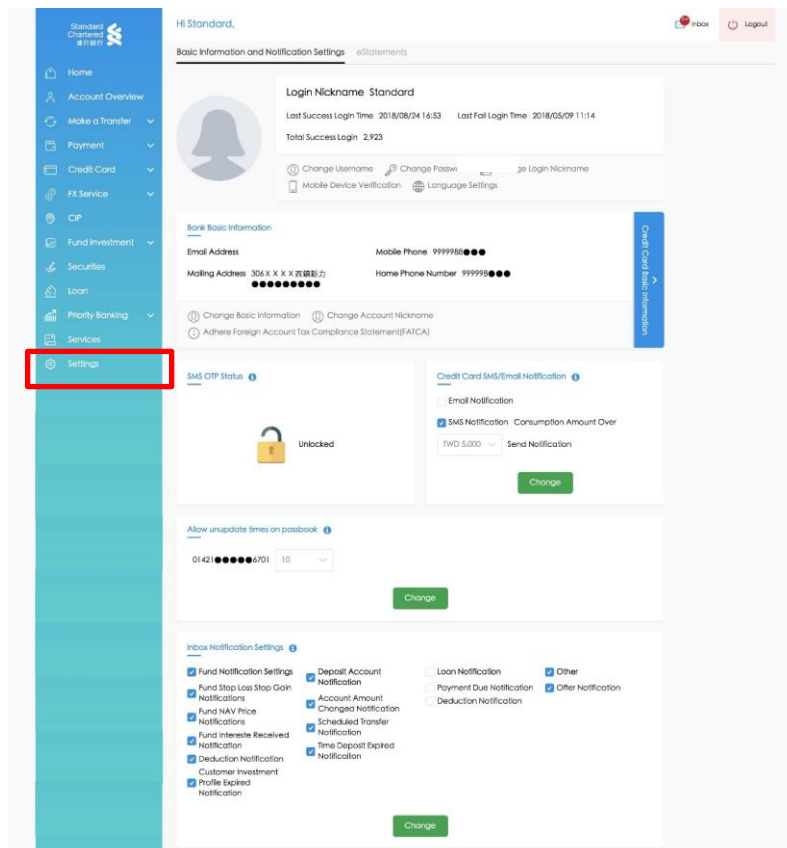 Standard
Chartered
渣打銀行
Home
Account Overview
Make a Transfer
Payment
Credit Card
FX Service
CIP
Fund Investment
Securities
Loan
Priority Banking
Services
Settings
Hi Standard,
Inbox
Logout
Basic Information and Notification Settings eStatements
Login Nickname Standard
Last Success Login Time 2018/08/24 16:53 Last Fail Login Time 2018/05/09 11:14
Total Success Login 2,923
Change Username Change Passw ge Login Nickname
Mobile Device Verification Language Settings
Bank Basic Information
Email Address Mobile Phone 9999988●●●
Mailing Address 306X X X X 鎮新力 Home Phone Number 999998●●●
●●●●●●●●●
Change Basic Information Change Account Nickname
Adhere Foreign Account Tax Compliance Statement(FATCA)
Credit Card Basic Information
SMS OTP Status
Unlocked
Credit Card SMS/Email Notification
Email Notification
SMS Notification Consumption Amount Over
TWD 5,000 Send Notification
Change
Allow unupdate times on passbook
01421●●●●●6701 10
Change
Inbox Notification Settings
Fund Notification Settings
Fund Stop Loss Stop Gain
Notifications
Fund NAV Price
Notifications
Fund Intereste Received
Notification
Deduction Notification
Customer Investment
Profile Expired
Notification
Deposit Account
Notification
Account Amount
Changed Notification
Scheduled Transfer
Notification
Time Deposit Expired
Notificaiton
Loan Notification
Payment Due Notification
Deduction Notification
Other
Offer Notification
Change